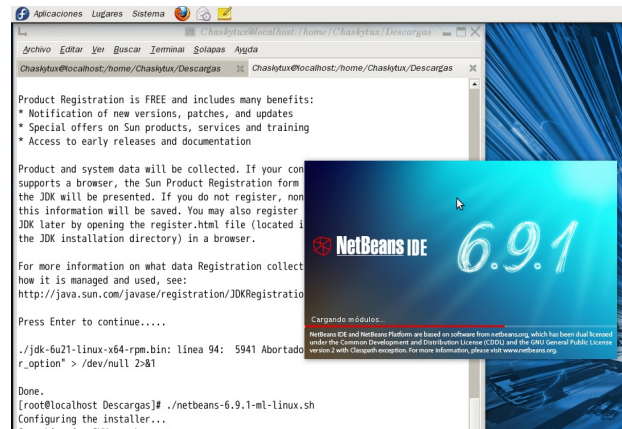 Aplicaciones Lugares Sistema
Chaskytux@localhost:/home/Chaskytux/Descargas
Archivo Editar Ver Buscar Terminal Solapas Ayuda
Chaskytux@localhost:/home/Chaskytux/Descargas Chaskytux@localhost:/home/Chaskytux/Descargas
Product Registration is FREE and includes many benefits:
* Notification of new versions, patches, and updates
* Special offers on Sun products, services and training
* Access to early releases and documentation
Product and system data will be collected. If your con
supports a browser, the Sun Product Registration form
the JDK will be presented. If you do not register, non
this information will be saved. You may also register
JDK later by opening the register.html file (located i
the JDK installation directory) in a browser.
For more information on what data Registration collect
how it is managed and used, see:
http://java.sun.com/javase/registration/JDKRegistratio
Press Enter to continue.....
./jdk-6u21-linux-x64-rpm.bin: línea 94: 5941 Abortado
r_option" > /dev/null 2>&1
Done.
[root@localhost Descargas]# ./netbeans-6.9.1-ml-linux.sh
Configuring the installer...
NetBeans IDE 6.9.1
Cargando módulos...
NetBeans IDE and NetBeans Platform are based on software from netbeans.org, which has been dual licensed
under the Common Development and Distribution License (CDDL) and the GNU General Public License
version 2 with Classpath exception. For more information, please visit www.netbeans.org.